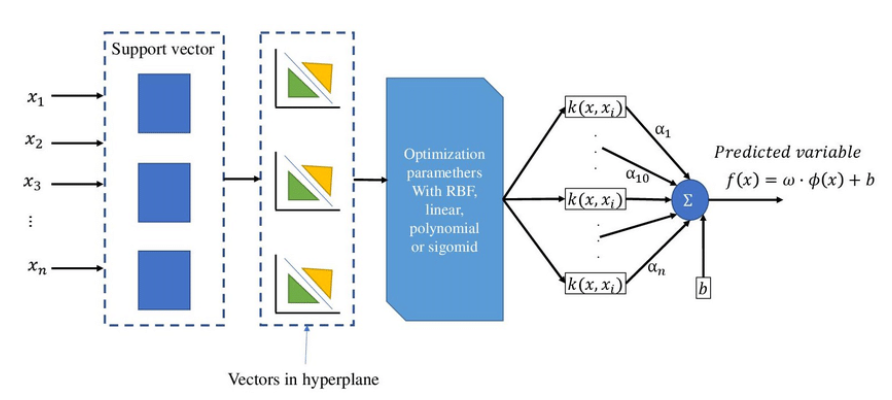 Support vector
x₁
x₂
x₃
⋮
xₙ
Vectors in hyperplane
Optimization
paramethers
With RBF,
linear,
polynomial
or sigomid
k(x, xᵢ)
k(x, xᵢ)
k(x, xᵢ)
α₁
α₁₀
αₙ
Σ
b
Predicted variable
f(x) = ω · ϕ(x) + b